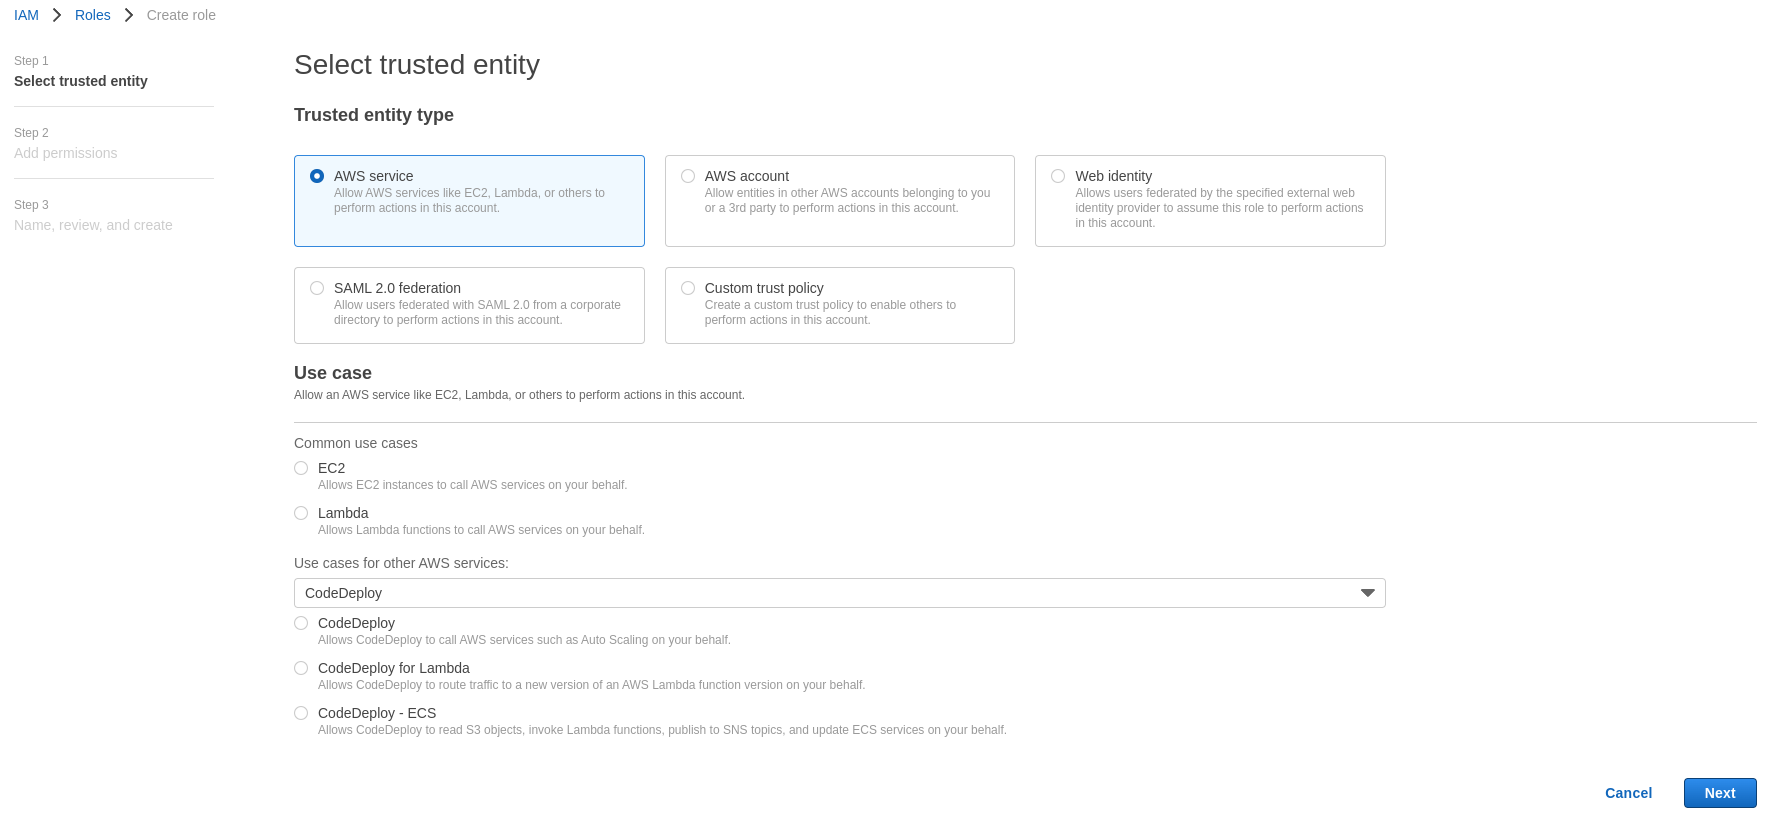 IAM > Roles > Create role
Step 1
Select trusted entity
Step 2
Add permissions
Step 3
Name, review, and create
Select trusted entity
Trusted entity type
AWS service
Allow AWS services like EC2, Lambda, or others to
perform actions in this account.
AWS account
Allow entities in other AWS accounts belonging to you
or a 3rd party to perform actions in this account.
Web identity
Allows users federated by the specified external web
identity provider to assume this role to perform actions
in this account.
SAML 2.0 federation
Allow users federated with SAML 2.0 from a corporate
directory to perform actions in this account.
Custom trust policy
Create a custom trust policy to enable others to
perform actions in this account.
Use case
Allow an AWS service like EC2, Lambda, or others to perform actions in this account.
Common use cases
EC2
Allows EC2 instances to call AWS services on your behalf.
Lambda
Allows Lambda functions to call AWS services on your behalf.
Use cases for other AWS services:
CodeDeploy
CodeDeploy
Allows CodeDeploy to call AWS services such as Auto Scaling on your behalf.
CodeDeploy for Lambda
Allows CodeDeploy to route traffic to a new version of an AWS Lambda function version on your behalf.
CodeDeploy - ECS
Allows CodeDeploy to read S3 objects, invoke Lambda functions, publish to SNS topics, and update ECS services on your behalf.
Cancel
Next